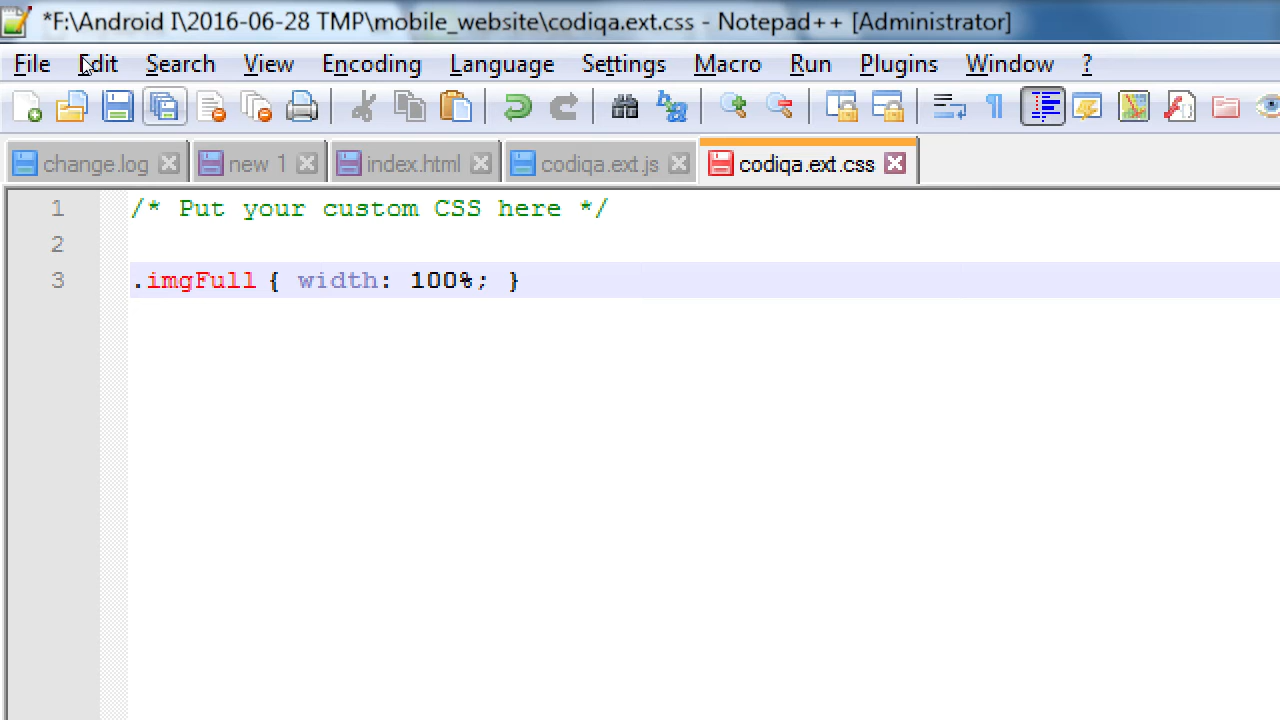 *F:\Android I\2016-06-28 TMP\mobile_website\codiqa.ext.css - Notepad++ [Administrator]
File Edit Search View Encoding Language Settings Macro Run Plugins Window ?
change.log new 1 index.html codiqa.ext.js codiqa.ext.css
1 /* Put your custom CSS here */
2
3 .imgFull { width: 100%; }